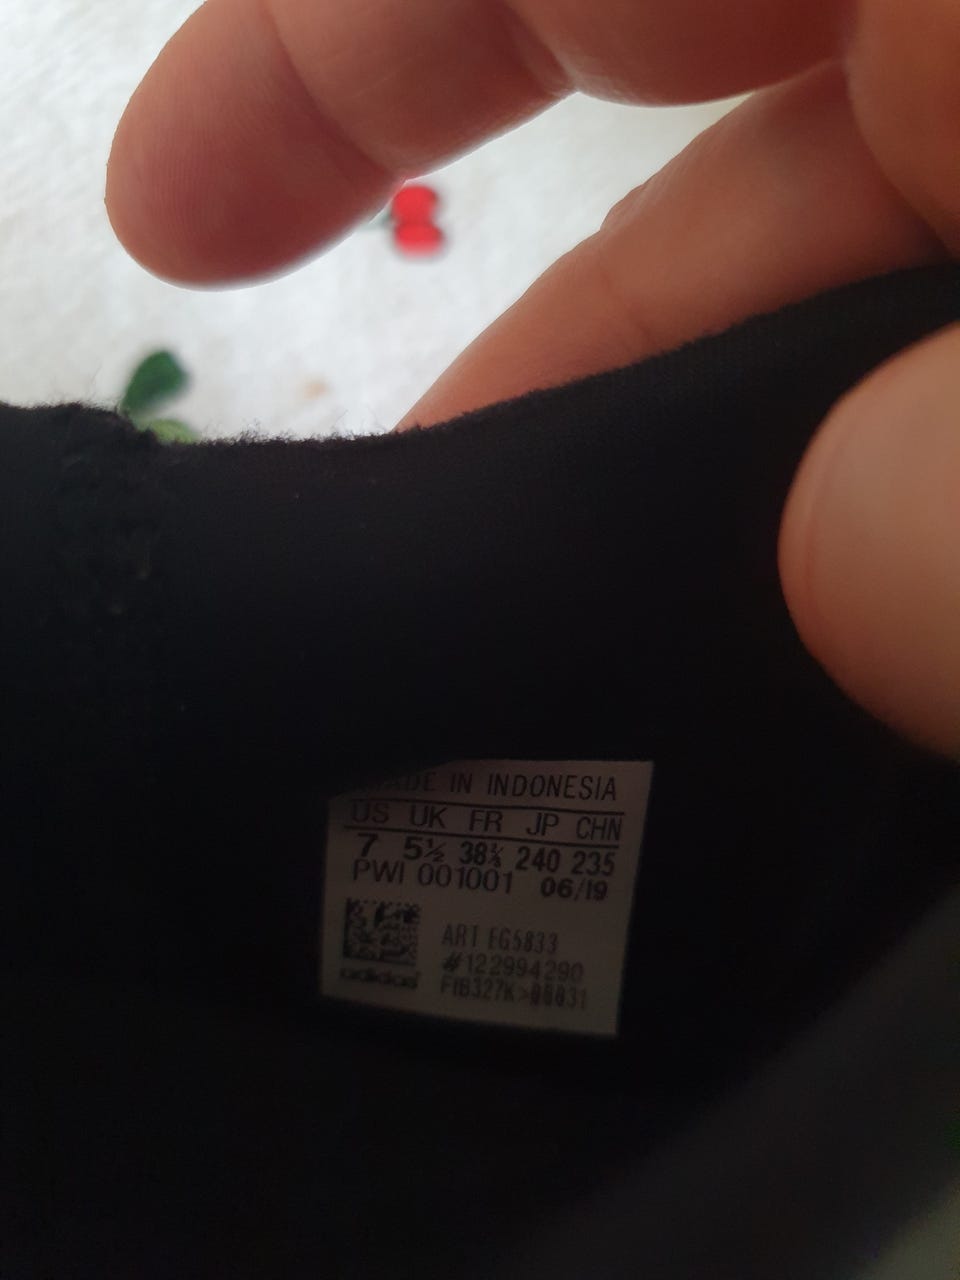 MADE IN INDONESIA
US UK FR JP CHN
7 5½ 38⅔ 240 235
PWI 001001 06/19
ART EG5833
#122994290
adidas